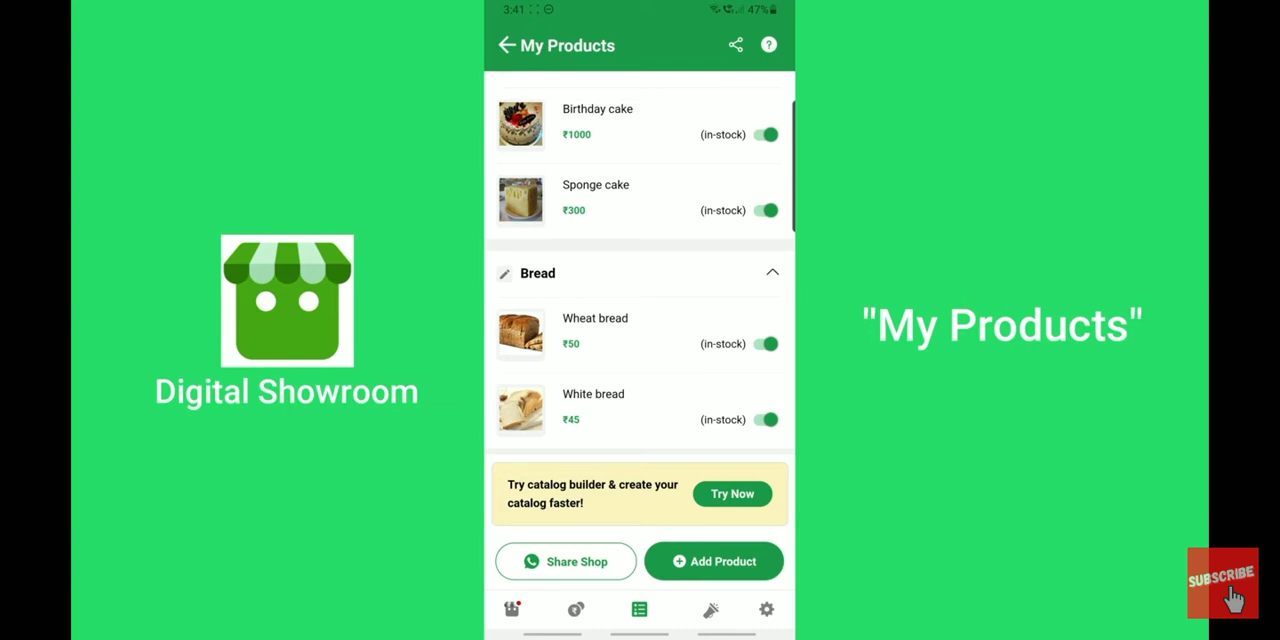 3:41
47%
My Products
?
Birthday cake
₹1000
(in-stock)
Sponge cake
₹300
(in-stock)
Bread
Wheat bread
₹50
(in-stock)
White bread
₹45
(in-stock)
Try catalog builder & create your
catalog faster!
Try Now
Share Shop
Add Product
Digital Showroom
"My Products"
SUBSCRIBE